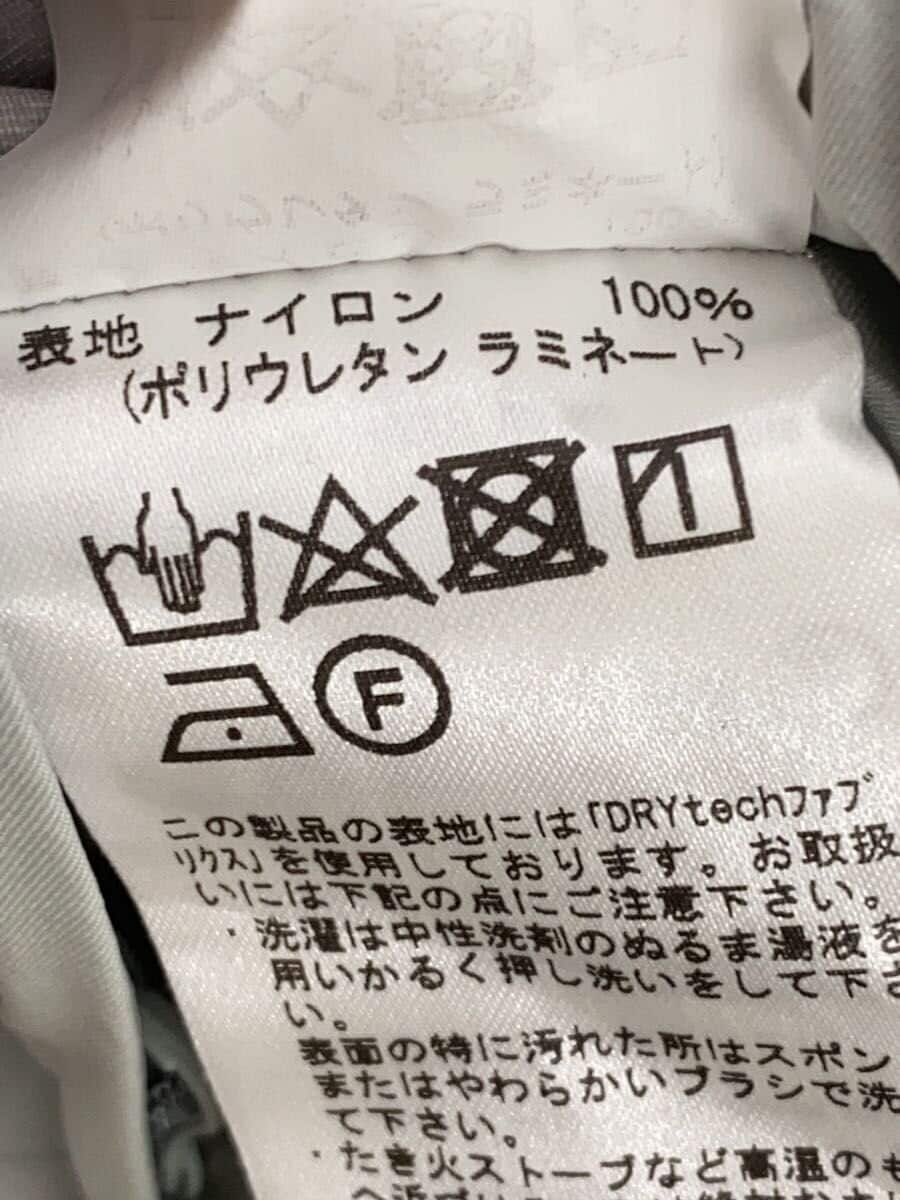 表地 ナイロン 100%
(ポリウレタン ラミネート)
F
この製品の表地には「DRYtechファブ
リクス」を使用しております。お取扱
いには下記の点にご注意下さい。
・洗濯は中性洗剤のぬるま湯液を
用いかるく押し洗いをして下さ
い。
表面の特に汚れた所はスポン
またはやわらかいブラシで洗
て下さい。
・たき火ストーブなど高温のも